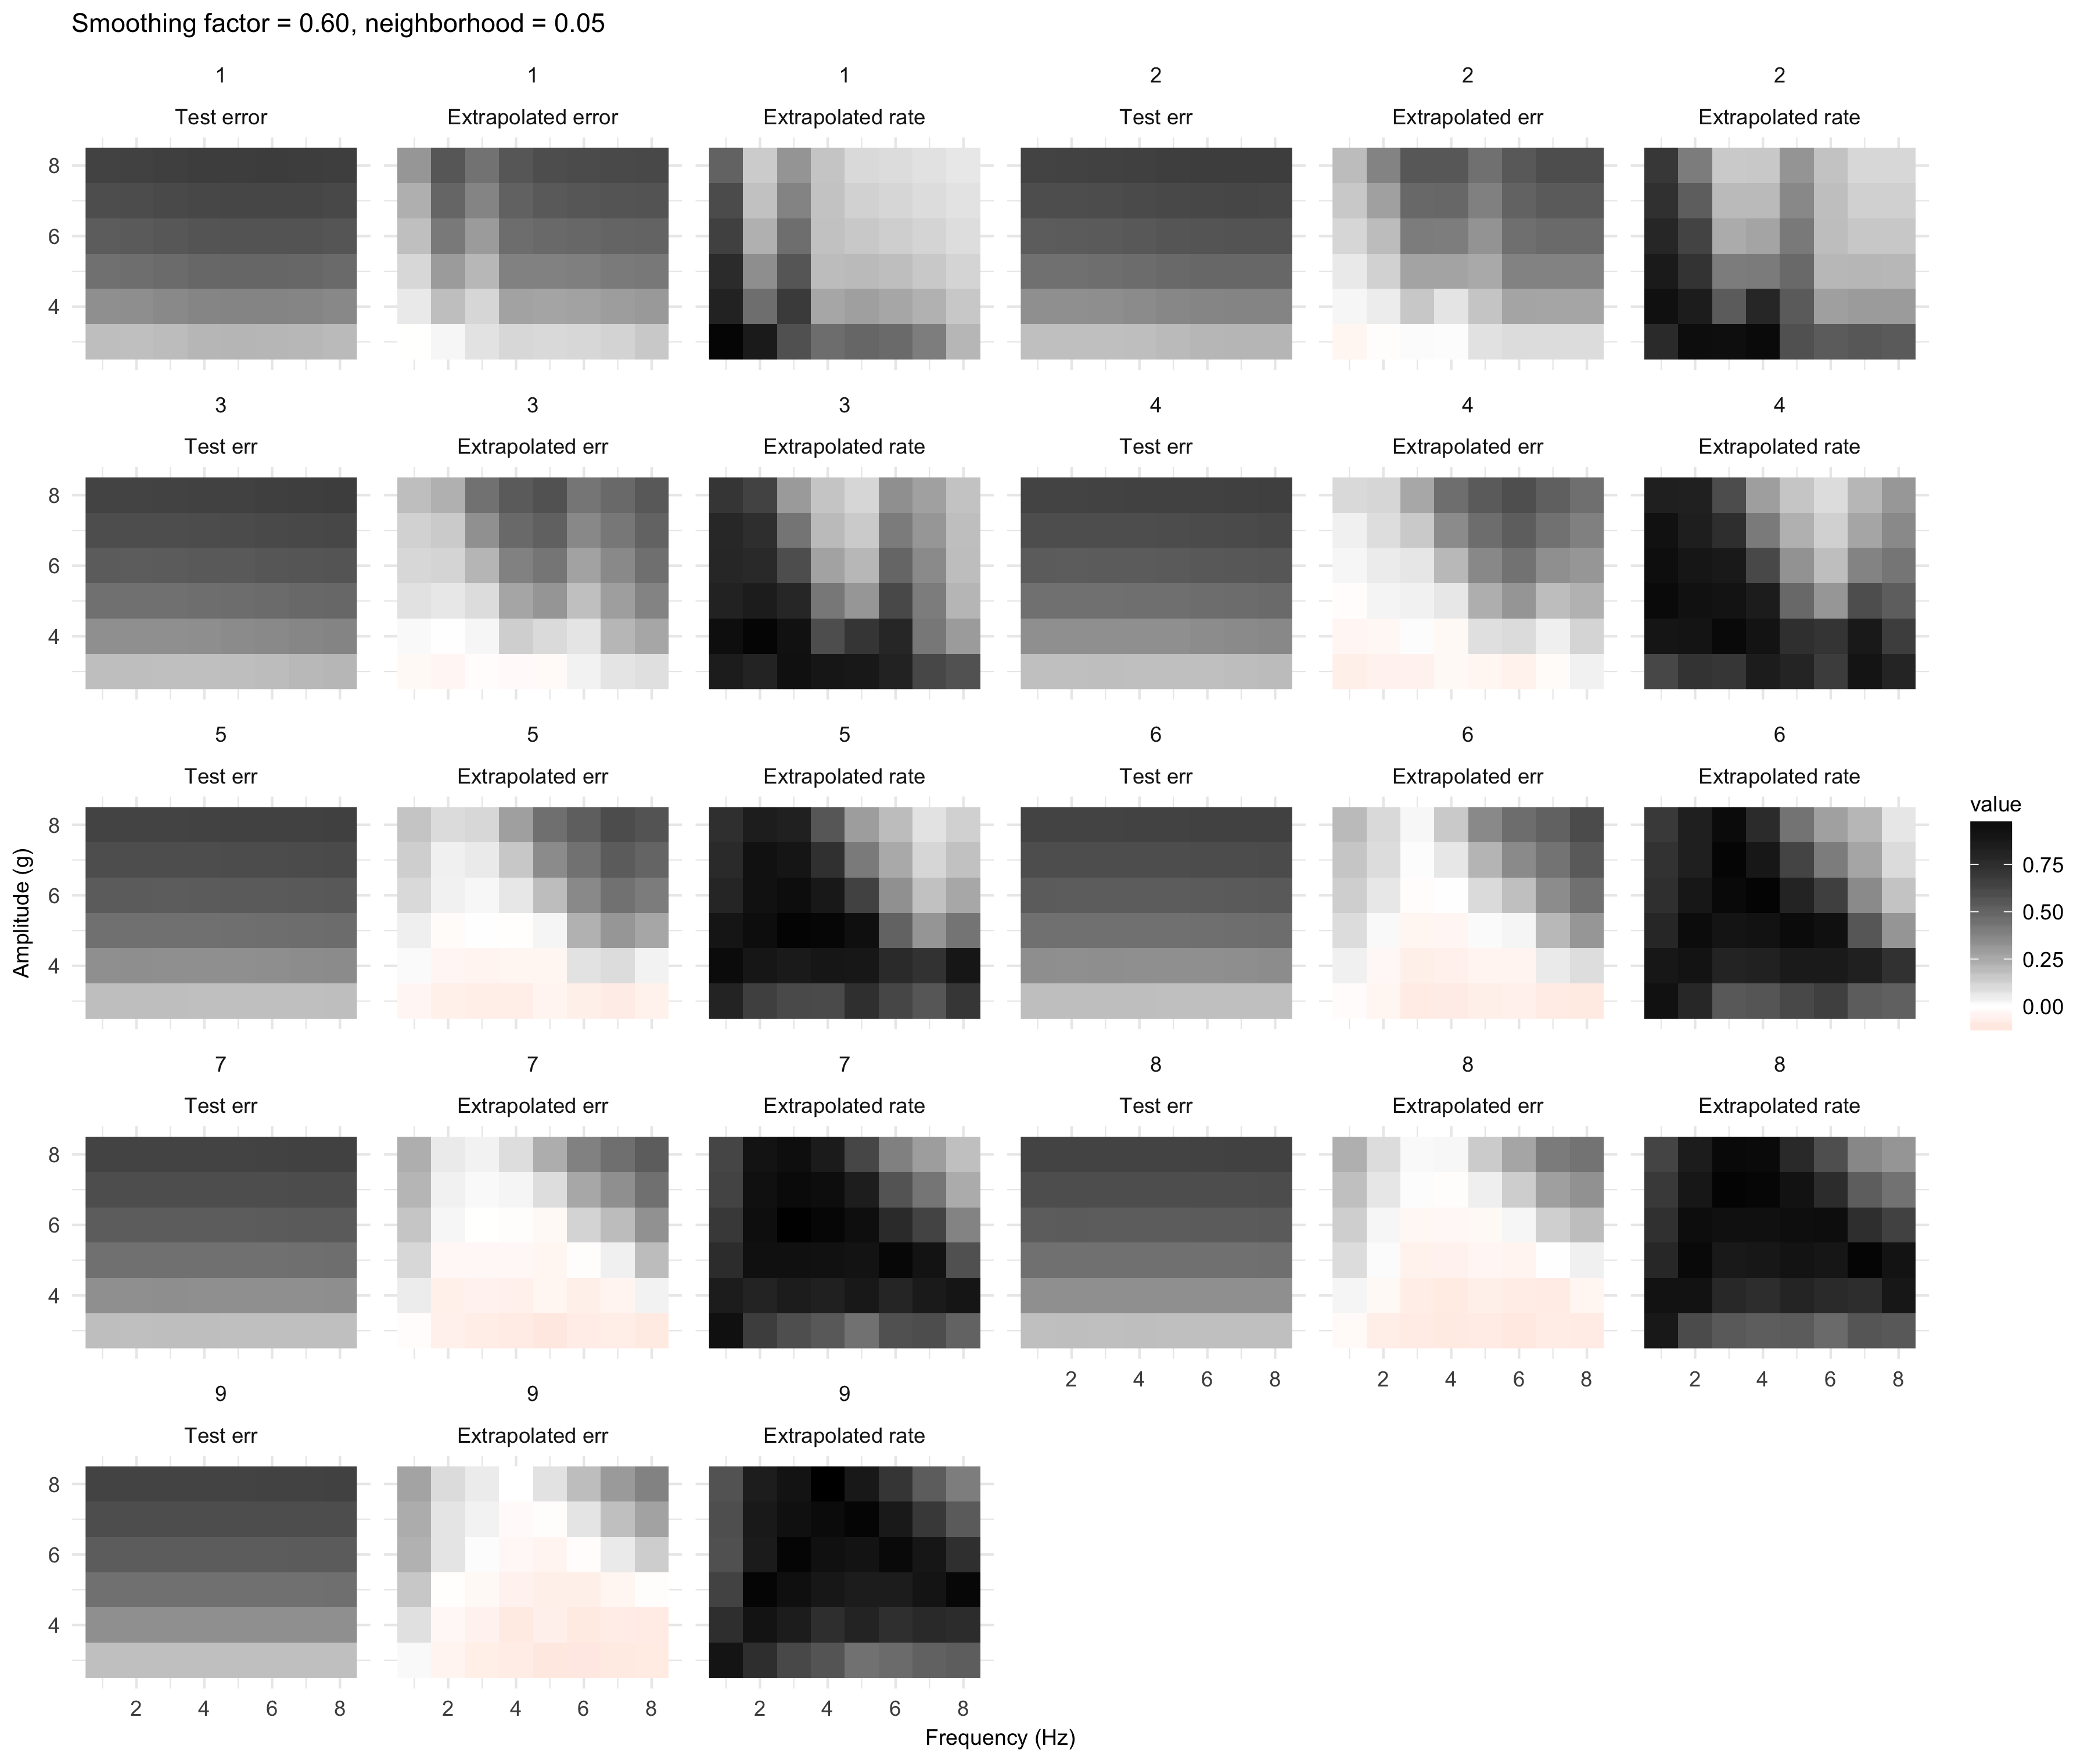 Smoothing factor = 0.60, neighborhood = 0.05
1 1 1 2 2 2
Test error Extrapolated error Extrapolated rate Test err Extrapolated err Extrapolated rate
8
6
4
3 3 3 4 4 4
Test err Extrapolated err Extrapolated rate Test err Extrapolated err Extrapolated rate
8
6
4
5 5 5 6 6 6
Test err Extrapolated err Extrapolated rate Test err Extrapolated err Extrapolated rate
8
6
4
Amplitude (g)
value
0.75
0.50
0.25
0.00
7 7 7 8 8 8
Test err Extrapolated err Extrapolated rate Test err Extrapolated err Extrapolated rate
8
6
4
2 4 6 8 2 4 6 8 2 4 6 8
9 9 9
Test err Extrapolated err Extrapolated rate
8
6
4
2 4 6 8 2 4 6 8 2 4 6 8
Frequency (Hz)